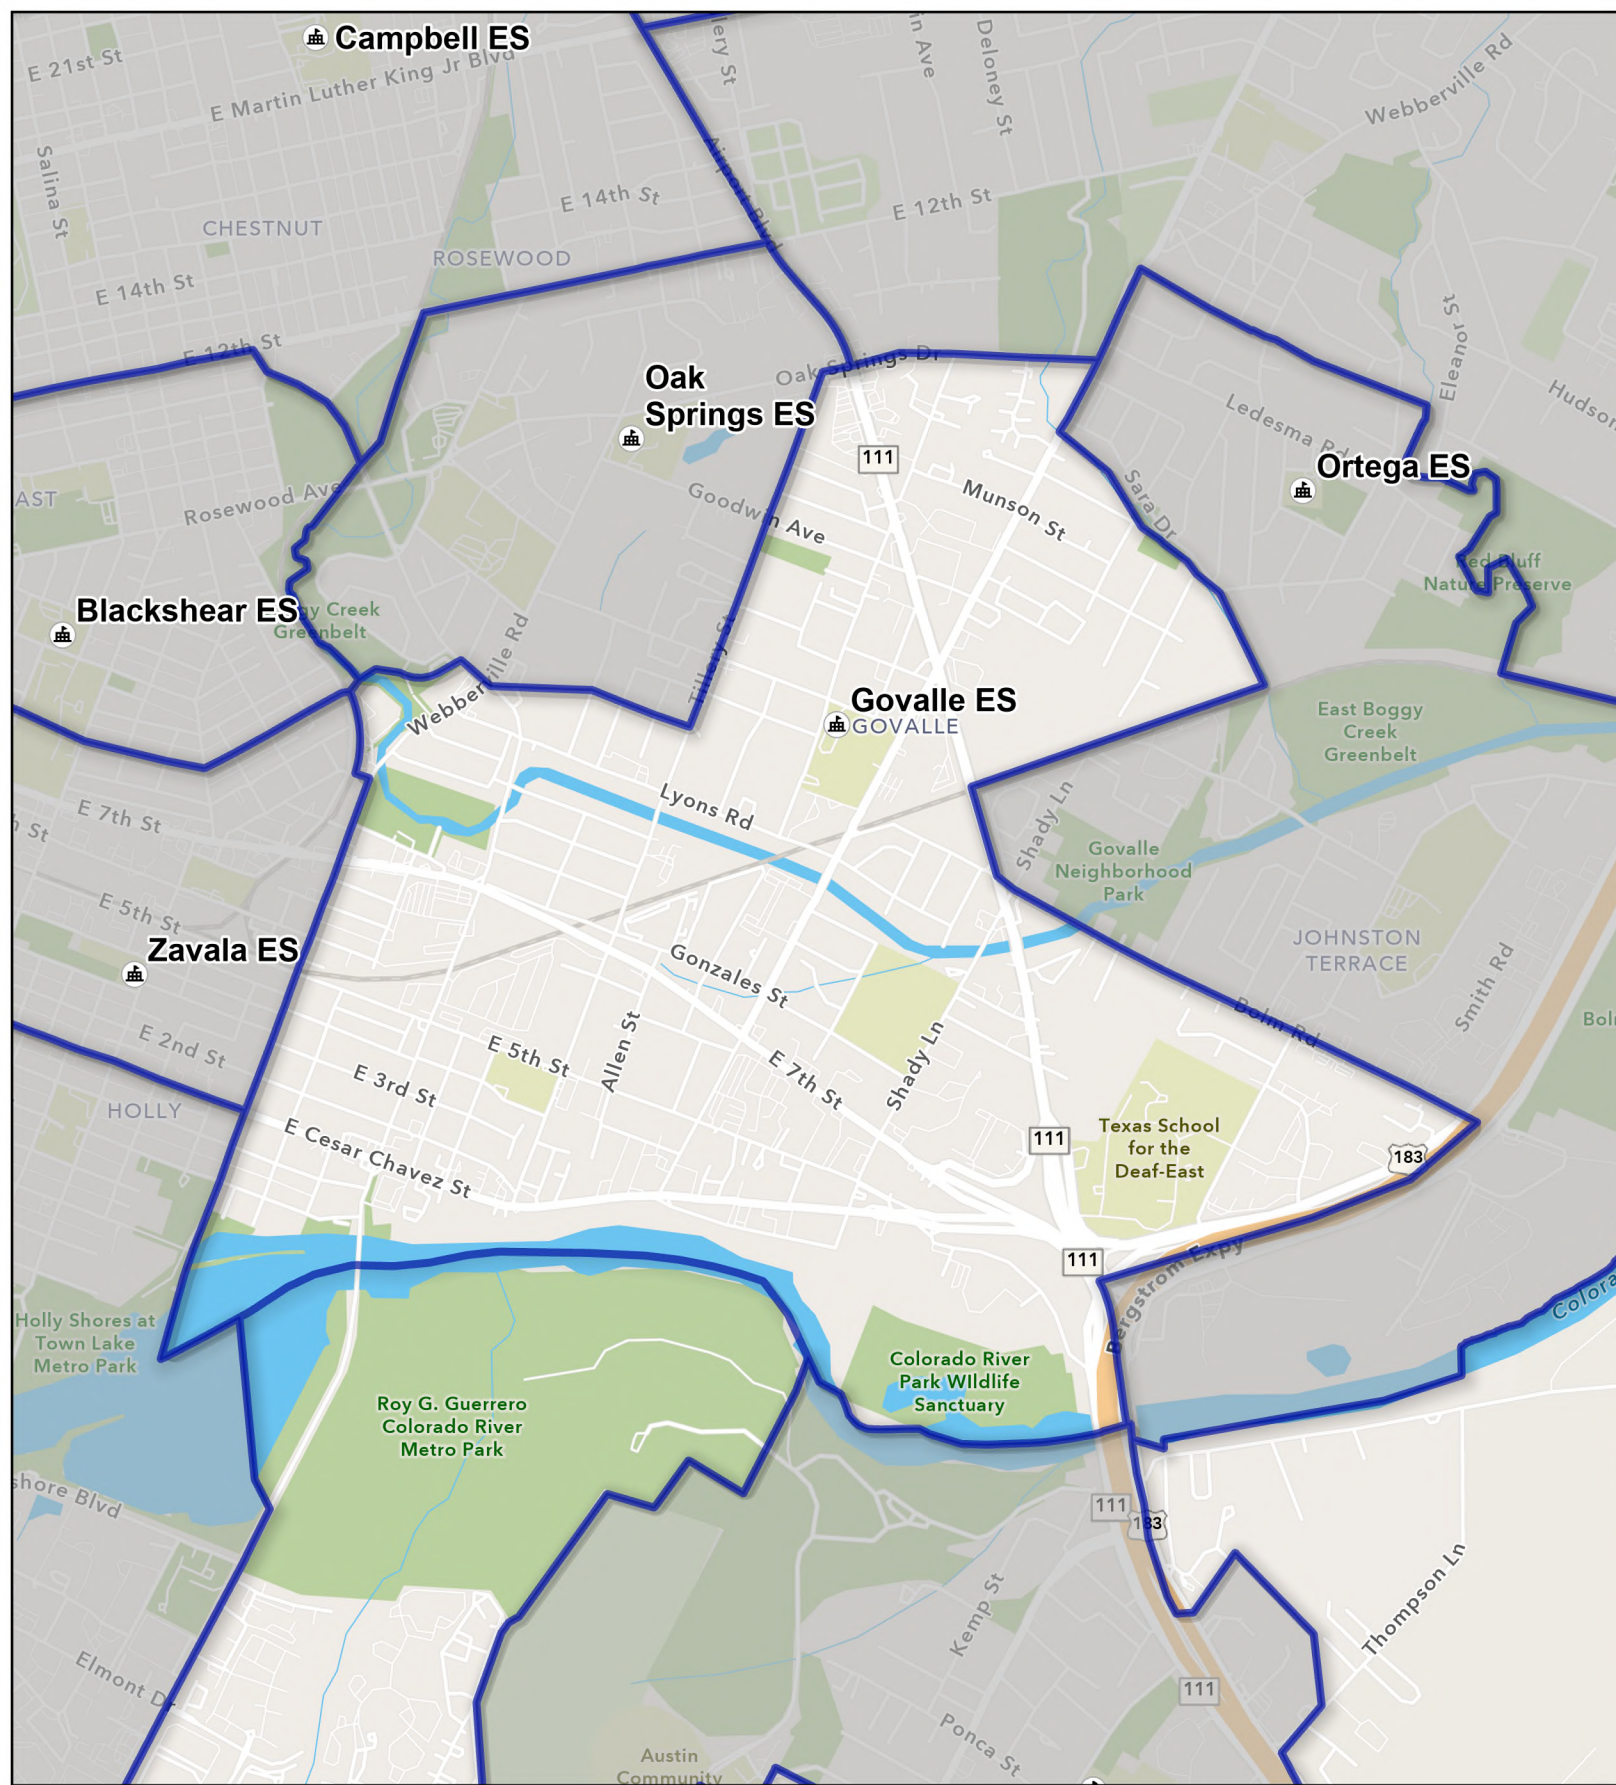 Campbell ES
E 21st St
E Martin Luther King Jr Blvd
Airport Blvd
Deloney St
Webberville Rd
Salina St
CHESTNUT
E 14th St
E 12th St
ROSEWOOD
E 14th St
E 12th St
Oak Springs Dr
Oak
Springs ES
Eleanor St
Ledesma Rd
Ortega ES
111
Munson St
Sara Dr
Goodwin Ave
Rosewood Ave
Red Bluff
Nature Preserve
Blackshear ES
Greenbelt
Webberville Rd
Tillery St
Govalle ES
GOVALLE
East Boggy
Creek
Greenbelt
E 7th St
Lyons Rd
Shady Ln
Govalle
Neighborhood
Park
E 5th St
Zavala ES
Gonzales St
JOHNSTON
TERRACE
Smith Rd
Bolm Rd
E 2nd St
HOLLY
E 5th St
Allen St
E 3rd St
E 7th St
Shady Ln
E Cesar Chavez St
111
Texas School
for the
Deaf-East
183
111
Bergstrom Expy
Holly Shores at
Town Lake
Metro Park
Colorado River
Park WIldlife
Sanctuary
Roy G. Guerrero
Colorado River
Metro Park
111
183
Thompson Ln
Kemp St
Elmont Dr
111
Ponca St
Austin
Community